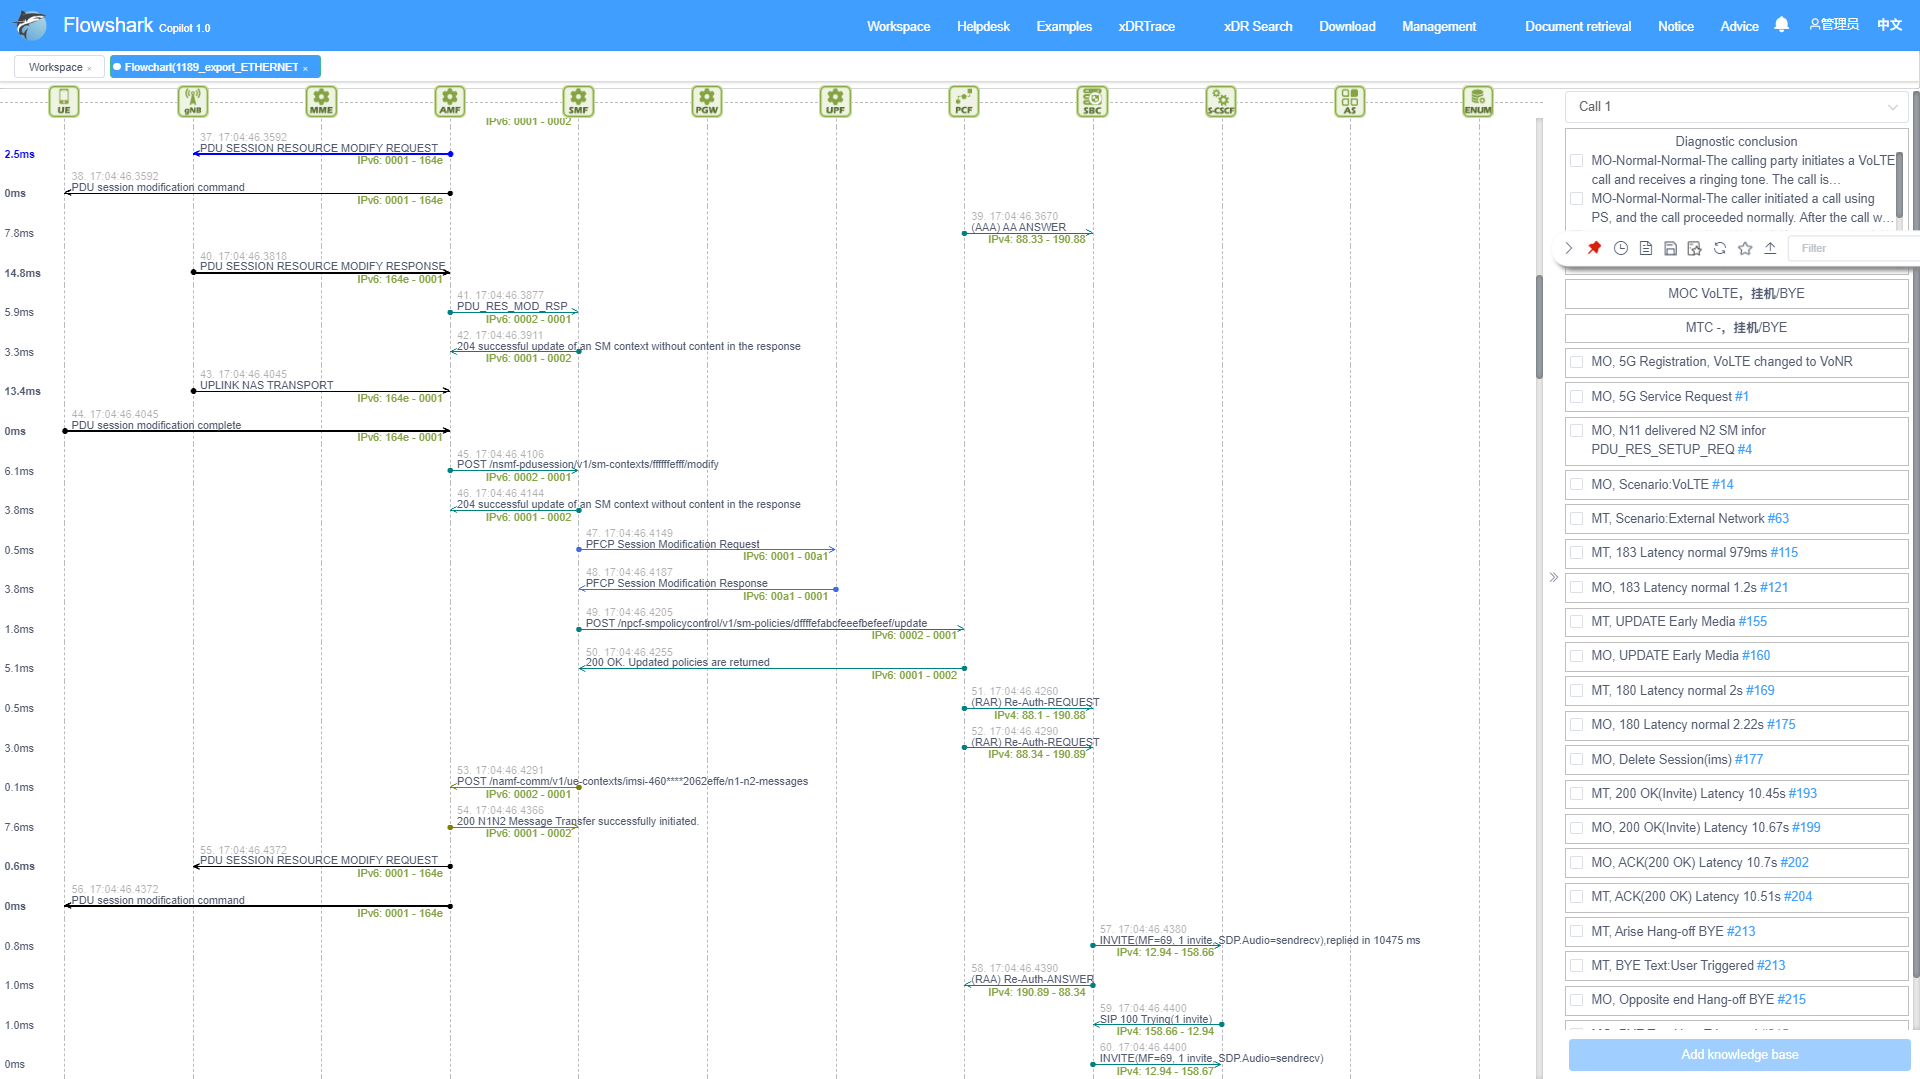 Flowshark Copilot 1.0
Workspace Helpdesk Examples xDRTrace xDR Search Download Management Document retrieval Notice Advice 管理员 中文
Workspace ×
Flowchart(1189_export_ETHERNET ×
UE gNB MME AMF SMF PGW UPF PCF SBC S-CSCF AS ENUM
IPv6: 0001 - 0002
37. 17:04:46.3592
2.5ms PDU SESSION RESOURCE MODIFY REQUEST
IPv6: 0001 - 164e
38. 17:04:46.3592
0ms PDU session modification command
IPv6: 0001 - 164e
39. 17:04:46.3670
7.8ms (AAA) AA ANSWER
IPv4: 88.33 - 190.88
40. 17:04:46.3818
14.8ms PDU SESSION RESOURCE MODIFY RESPONSE
IPv6: 164e - 0001
41. 17:04:46.3877
5.9ms PDU_RES_MOD_RSP
IPv6: 0002 - 0001
42. 17:04:46.3911
3.3ms 204 successful update of an SM context without content in the response
IPv6: 0001 - 0002
43. 17:04:46.4045
13.4ms UPLINK NAS TRANSPORT
IPv6: 164e - 0001
44. 17:04:46.4045
0ms PDU session modification complete
IPv6: 164e - 0001
45. 17:04:46.4106
6.1ms POST /nsmf-pdusession/v1/sm-contexts/ffffffefff/modify
IPv6: 0002 - 0001
46. 17:04:46.4144
3.8ms 204 successful update of an SM context without content in the response
IPv6: 0001 - 0002
47. 17:04:46.4149
0.5ms PFCP Session Modification Request
IPv6: 0001 - 00a1
48. 17:04:46.4187
3.8ms PFCP Session Modification Response
IPv6: 00a1 - 0001
49. 17:04:46.4205
1.8ms POST /npcf-smpolicycontrol/v1/sm-policies/dffffefabcfeeefbefeef/update
IPv6: 0002 - 0001
50. 17:04:46.4255
5.1ms 200 OK. Updated policies are returned
IPv6: 0001 - 0002
51. 17:04:46.4260
0.5ms (RAR) Re-Auth-REQUEST
IPv4: 88.1 - 190.88
52. 17:04:46.4290
3.0ms (RAR) Re-Auth-REQUEST
IPv4: 88.34 - 190.89
53. 17:04:46.4291
0.1ms POST /namf-comm/v1/ue-contexts/imsi-460****2062effe/n1-n2-messages
IPv6: 0002 - 0001
54. 17:04:46.4366
7.6ms 200 N1N2 Message Transfer successfully initiated.
IPv6: 0001 - 0002
55. 17:04:46.4372
0.6ms PDU SESSION RESOURCE MODIFY REQUEST
IPv6: 0001 - 164e
56. 17:04:46.4372
0ms PDU session modification command
IPv6: 0001 - 164e
57. 17:04:46.4380
0.8ms INVITE(MF=69, 1 invite, SDP.Audio=sendrecv),replied in 10475 ms
IPv4: 12.94 - 158.66
58. 17:04:46.4390
1.0ms (RAA) Re-Auth-ANSWER
IPv4: 190.89 - 88.34
59. 17:04:46.4400
1.0ms SIP 100 Trying(1 invite)
IPv4: 158.66 - 12.94
60. 17:04:46.4400
0ms INVITE(MF=69, 1 invite, SDP.Audio=sendrecv)
IPv4: 12.94 - 158.67
Call 1
Diagnostic conclusion
MO-Normal-Normal-The calling party initiates a VoLTE
call and receives a ringing tone. The call is…
MO-Normal-Normal-The caller initiated a call using
PS, and the call proceeded normally. After the call w…
Filter
MOC VoLTE，挂机/BYE
MTC -，挂机/BYE
MO, 5G Registration, VoLTE changed to VoNR
MO, 5G Service Request #1
MO, N11 delivered N2 SM infor
PDU_RES_SETUP_REQ #4
MO, Scenario:VoLTE #14
MT, Scenario:External Network #63
MT, 183 Latency normal 979ms #115
MO, 183 Latency normal 1.2s #121
MT, UPDATE Early Media #155
MO, UPDATE Early Media #160
MT, 180 Latency normal 2s #169
MO, 180 Latency normal 2.22s #175
MO, Delete Session(ims) #177
MT, 200 OK(Invite) Latency 10.45s #193
MO, 200 OK(Invite) Latency 10.67s #199
MO, ACK(200 OK) Latency 10.7s #202
MT, ACK(200 OK) Latency 10.51s #204
MT, Arise Hang-off BYE #213
MT, BYE Text:User Triggered #213
MO, Opposite end Hang-off BYE #215
Add knowledge base